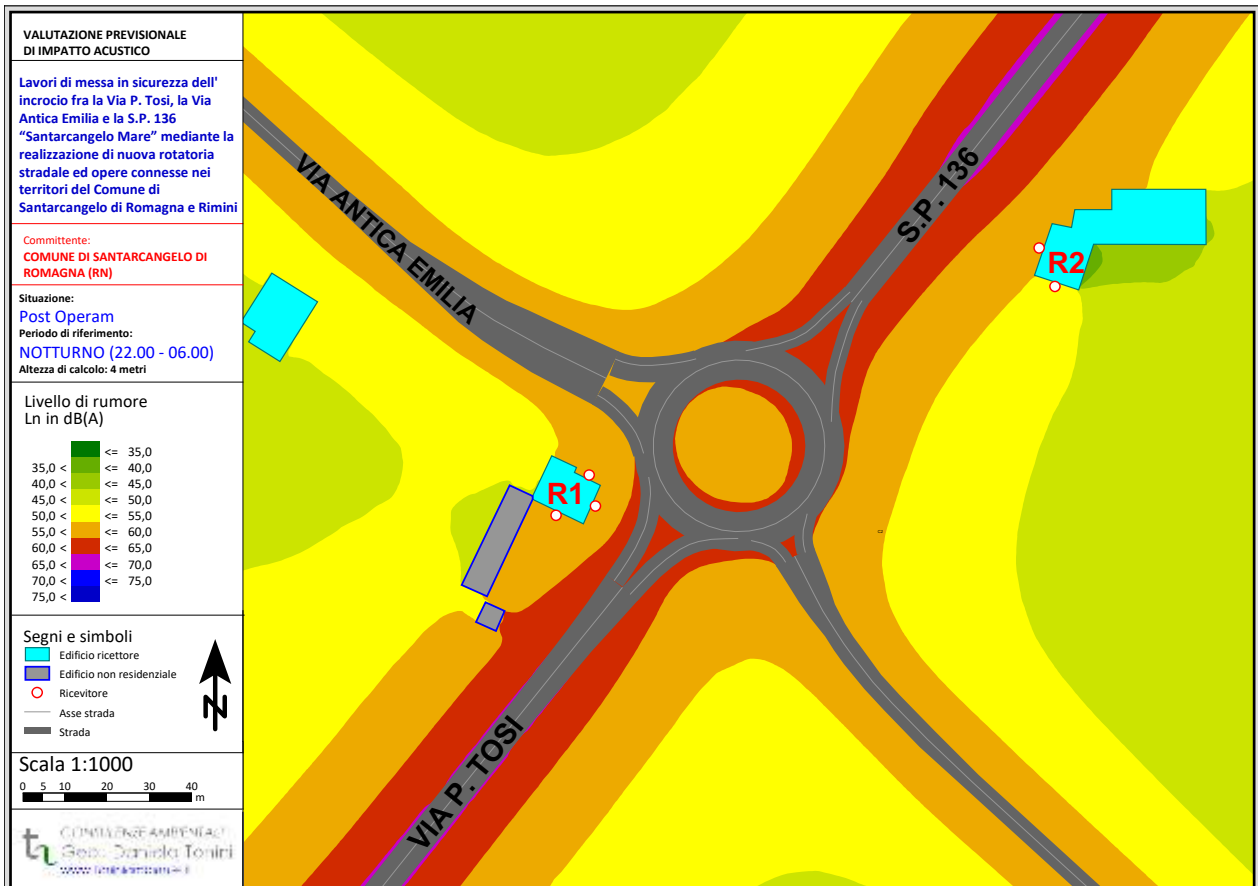 VALUTAZIONE PREVISIONALE
DI IMPATTO ACUSTICO
Lavori di messa in sicurezza dell'
incrocio fra la Via P. Tosi, la Via
Antica Emilia e la S.P. 136
“Santarcangelo Mare” mediante la
realizzazione di nuova rotatoria
stradale ed opere connesse nei
territori del Comune di
Santarcangelo di Romagna e Rimini
Committente:
COMUNE DI SANTARCANGELO DI
ROMAGNA (RN)
Situazione:
Post Operam
Periodo di riferimento:
NOTTURNO (22.00 - 06.00)
Altezza di calcolo: 4 metri
Livello di rumore
Ln in dB(A)
<= 35,0
35,0 < <= 40,0
40,0 < <= 45,0
45,0 < <= 50,0
50,0 < <= 55,0
55,0 < <= 60,0
60,0 < <= 65,0
65,0 < <= 70,0
70,0 < <= 75,0
75,0 <
Segni e simboli
Edificio ricettore
Edificio non residenziale
Ricevitore
Asse strada
Strada
N
Scala 1:1000
0 5 10 20 30 40
m
CONSULENZE AMBIENTALI
Geom. Daniela Tonini
VIA ANTICA EMILIA
S.P. 136
R2
R1
VIA P. TOSI